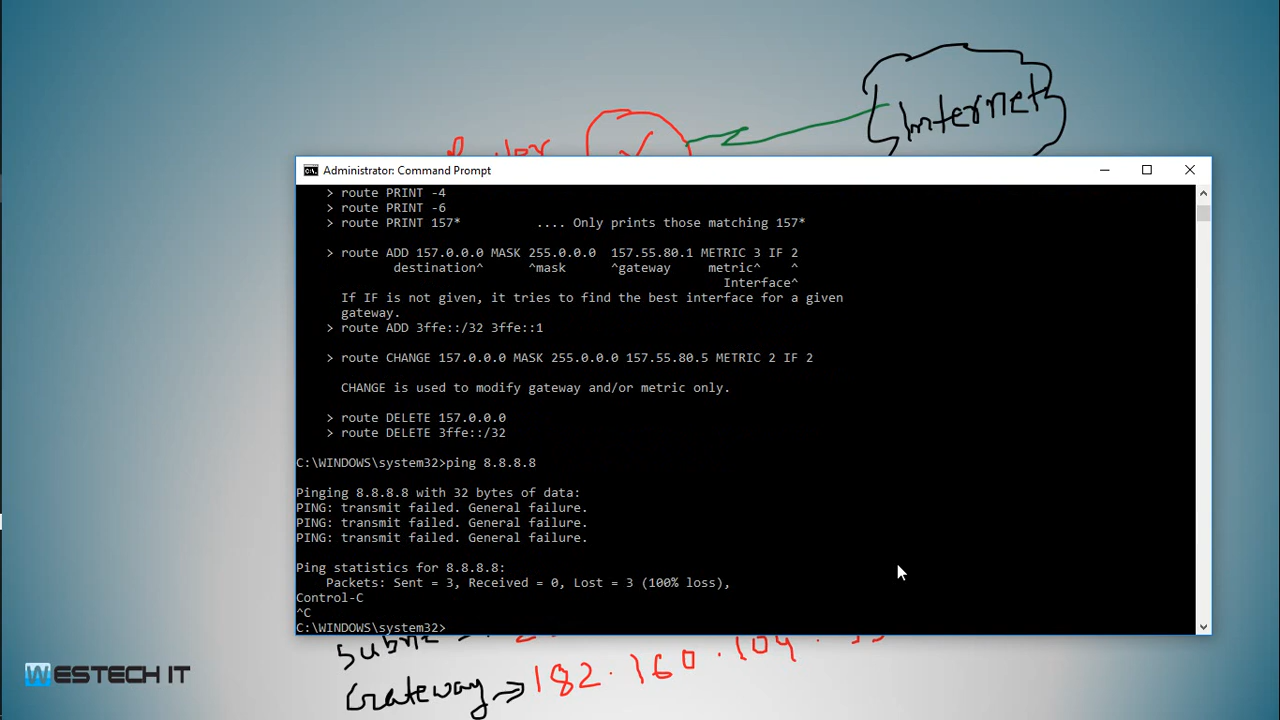 Internet
Administrator: Command Prompt
> route PRINT -4
> route PRINT -6
> route PRINT 157* .... Only prints those matching 157*
> route ADD 157.0.0.0 MASK 255.0.0.0 157.55.80.1 METRIC 3 IF 2
destination^ ^mask ^gateway metric^ ^
Interface^
If IF is not given, it tries to find the best interface for a given
gateway.
> route ADD 3ffe::/32 3ffe::1
> route CHANGE 157.0.0.0 MASK 255.0.0.0 157.55.80.5 METRIC 2 IF 2
CHANGE is used to modify gateway and/or metric only.
> route DELETE 157.0.0.0
> route DELETE 3ffe::/32
C:\WINDOWS\system32>ping 8.8.8.8
Pinging 8.8.8.8 with 32 bytes of data:
PING: transmit failed. General failure.
PING: transmit failed. General failure.
PING: transmit failed. General failure.
Ping statistics for 8.8.8.8:
Packets: Sent = 3, Received = 0, Lost = 3 (100% loss),
Control-C
^C
C:\WINDOWS\system32>
Gateway → 182.160.104.
WESTECH IT